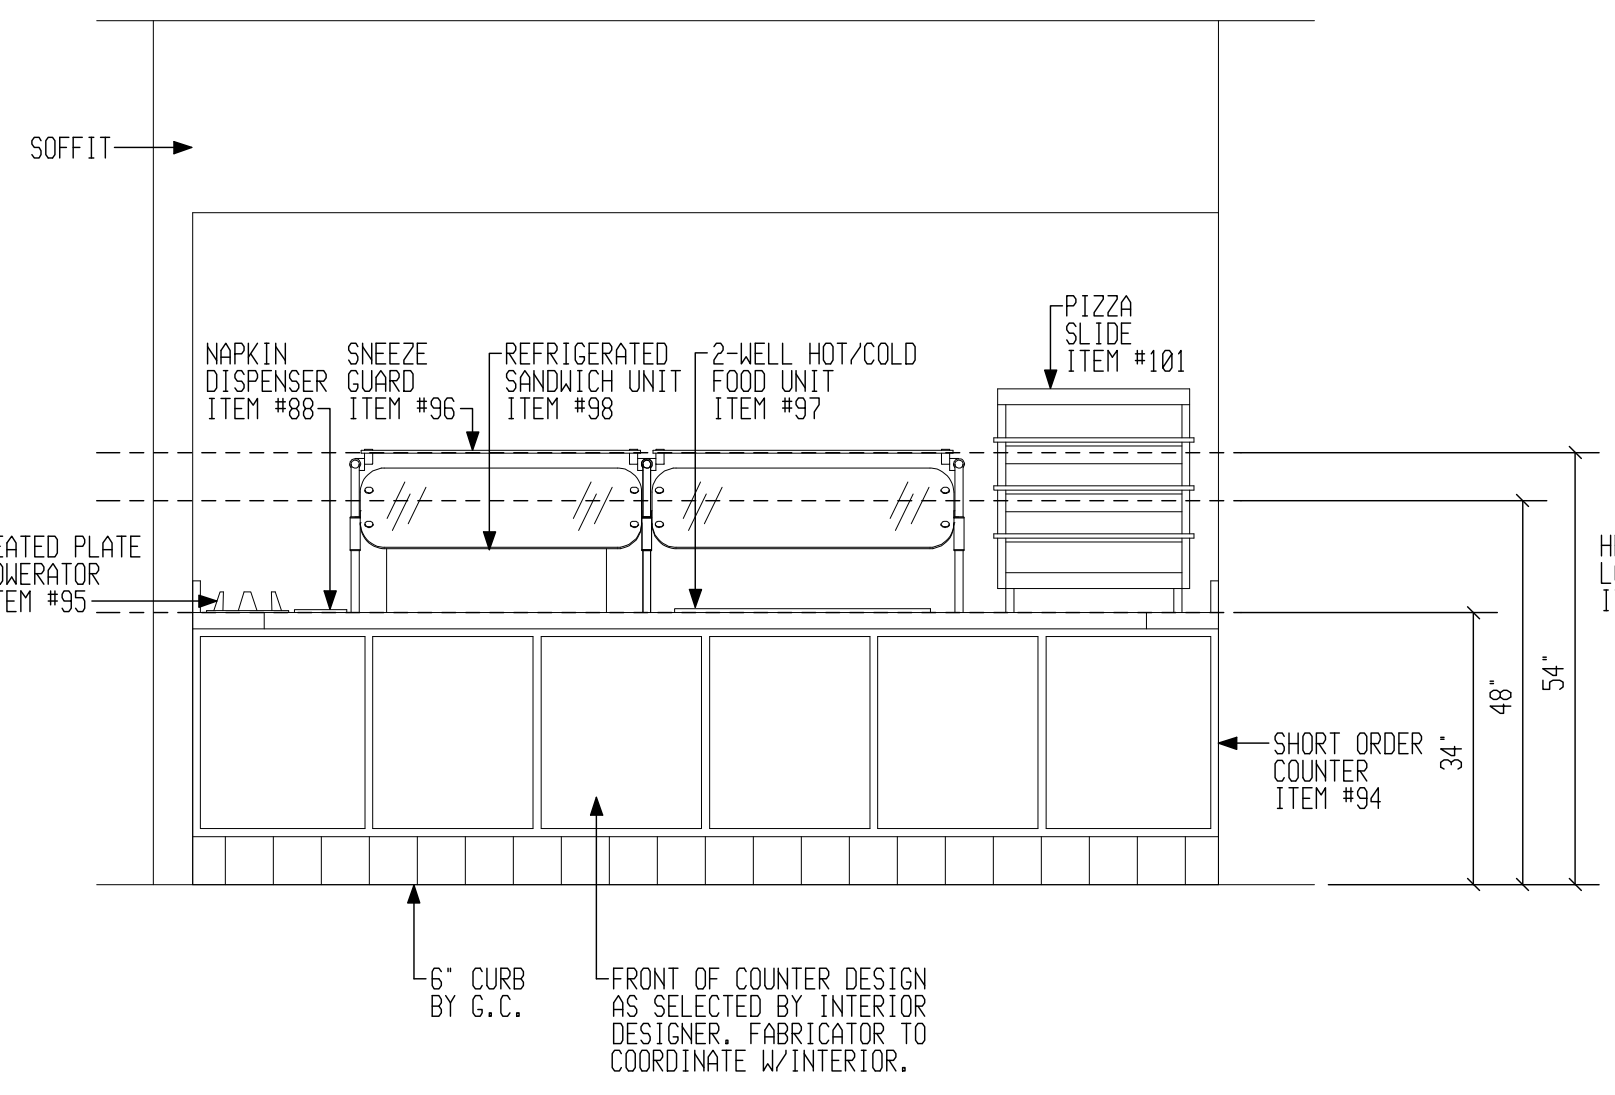 SOFFIT
PIZZA
SLIDE
ITEM #101
NAPKIN
DISPENSER
ITEM #88
SNEEZE
GUARD
ITEM #96
REFRIGERATED
SANDWICH UNIT
ITEM #98
2-WELL HOT/COLD
FOOD UNIT
ITEM #97
EATED PLATE
OWERATOR
TEM #95
54"
48"
34"
SHORT ORDER
COUNTER
ITEM #94
6" CURB
BY G.C.
FRONT OF COUNTER DESIGN
AS SELECTED BY INTERIOR
DESIGNER. FABRICATOR TO
COORDINATE W/INTERIOR.